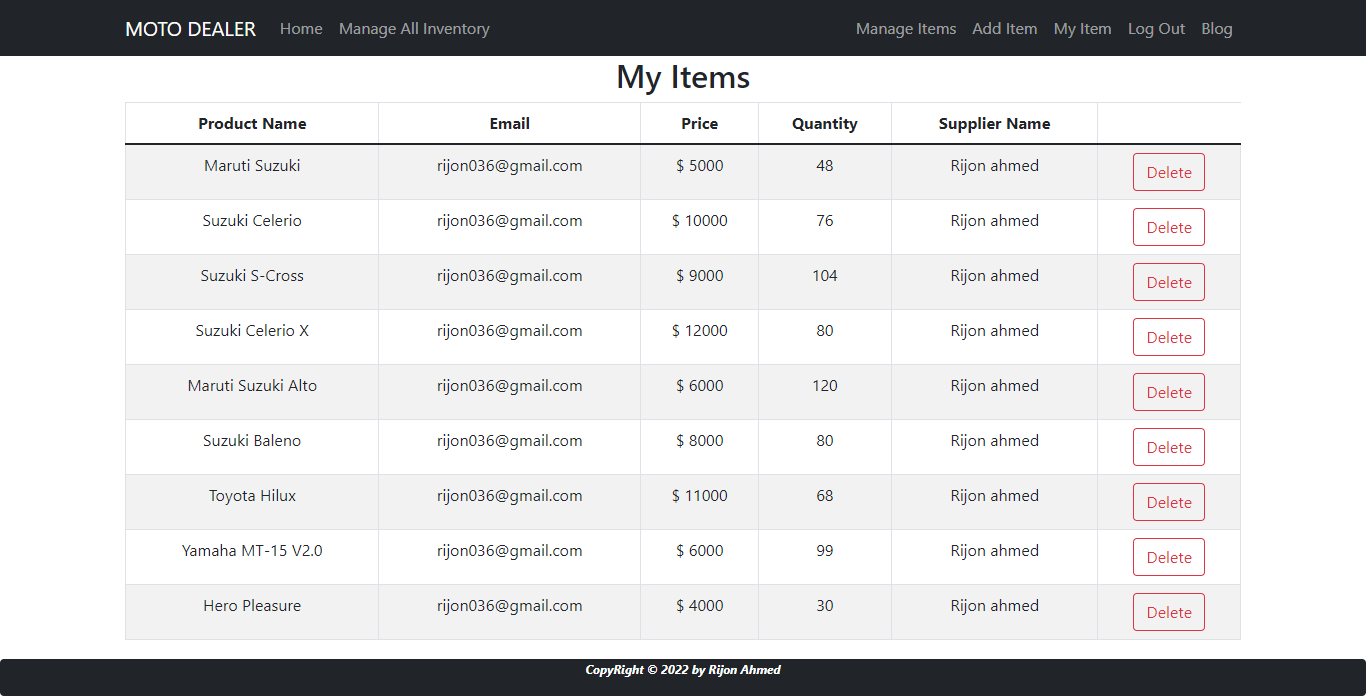 MOTO DEALER Home Manage All Inventory Manage Items Add Item My Item Log Out Blog
My Items
Product Name Email Price Quantity Supplier Name
Maruti Suzuki rijon036@gmail.com $ 5000 48 Rijon ahmed Delete
Suzuki Celerio rijon036@gmail.com $ 10000 76 Rijon ahmed Delete
Suzuki S-Cross rijon036@gmail.com $ 9000 104 Rijon ahmed Delete
Suzuki Celerio X rijon036@gmail.com $ 12000 80 Rijon ahmed Delete
Maruti Suzuki Alto rijon036@gmail.com $ 6000 120 Rijon ahmed Delete
Suzuki Baleno rijon036@gmail.com $ 8000 80 Rijon ahmed Delete
Toyota Hilux rijon036@gmail.com $ 11000 68 Rijon ahmed Delete
Yamaha MT-15 V2.0 rijon036@gmail.com $ 6000 99 Rijon ahmed Delete
Hero Pleasure rijon036@gmail.com $ 4000 30 Rijon ahmed Delete
CopyRight © 2022 by Rijon Ahmed